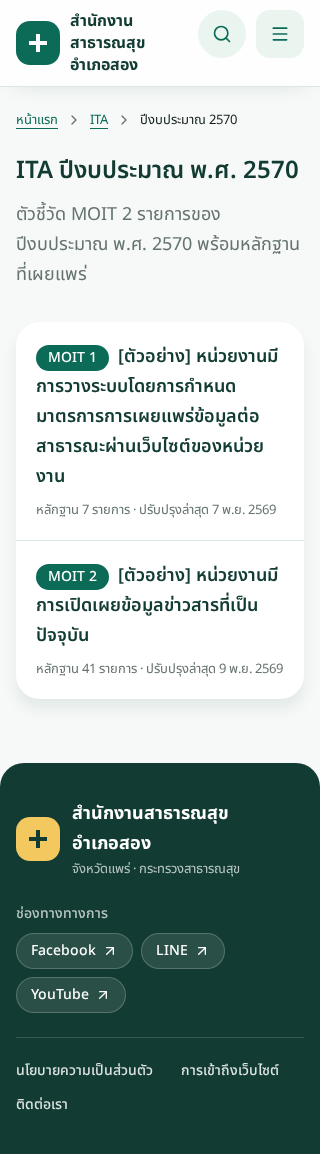 สำนักงาน
สาธารณสุข
อำเภอสอง
หน้าแรก > ITA > ปีงบประมาณ 2570
ITA ปีงบประมาณ พ.ศ. 2570
ตัวชี้วัด MOIT 2 รายการของ
ปีงบประมาณ พ.ศ. 2570 พร้อมหลักฐาน
ที่เผยแพร่
MOIT 1 [ตัวอย่าง] หน่วยงานมี
การวางระบบโดยการกำหนด
มาตรการการเผยแพร่ข้อมูลต่อ
สาธารณะผ่านเว็บไซต์ของหน่วย
งาน
หลักฐาน 7 รายการ · ปรับปรุงล่าสุด 7 พ.ย. 2569
MOIT 2 [ตัวอย่าง] หน่วยงานมี
การเปิดเผยข้อมูลข่าวสารที่เป็น
ปัจจุบัน
หลักฐาน 41 รายการ · ปรับปรุงล่าสุด 9 พ.ย. 2569
สำนักงานสาธารณสุข
อำเภอสอง
จังหวัดแพร่ · กระทรวงสาธารณสุข
ช่องทางทางการ
Facebook LINE
YouTube
นโยบายความเป็นส่วนตัว การเข้าถึงเว็บไซต์
ติดต่อเรา